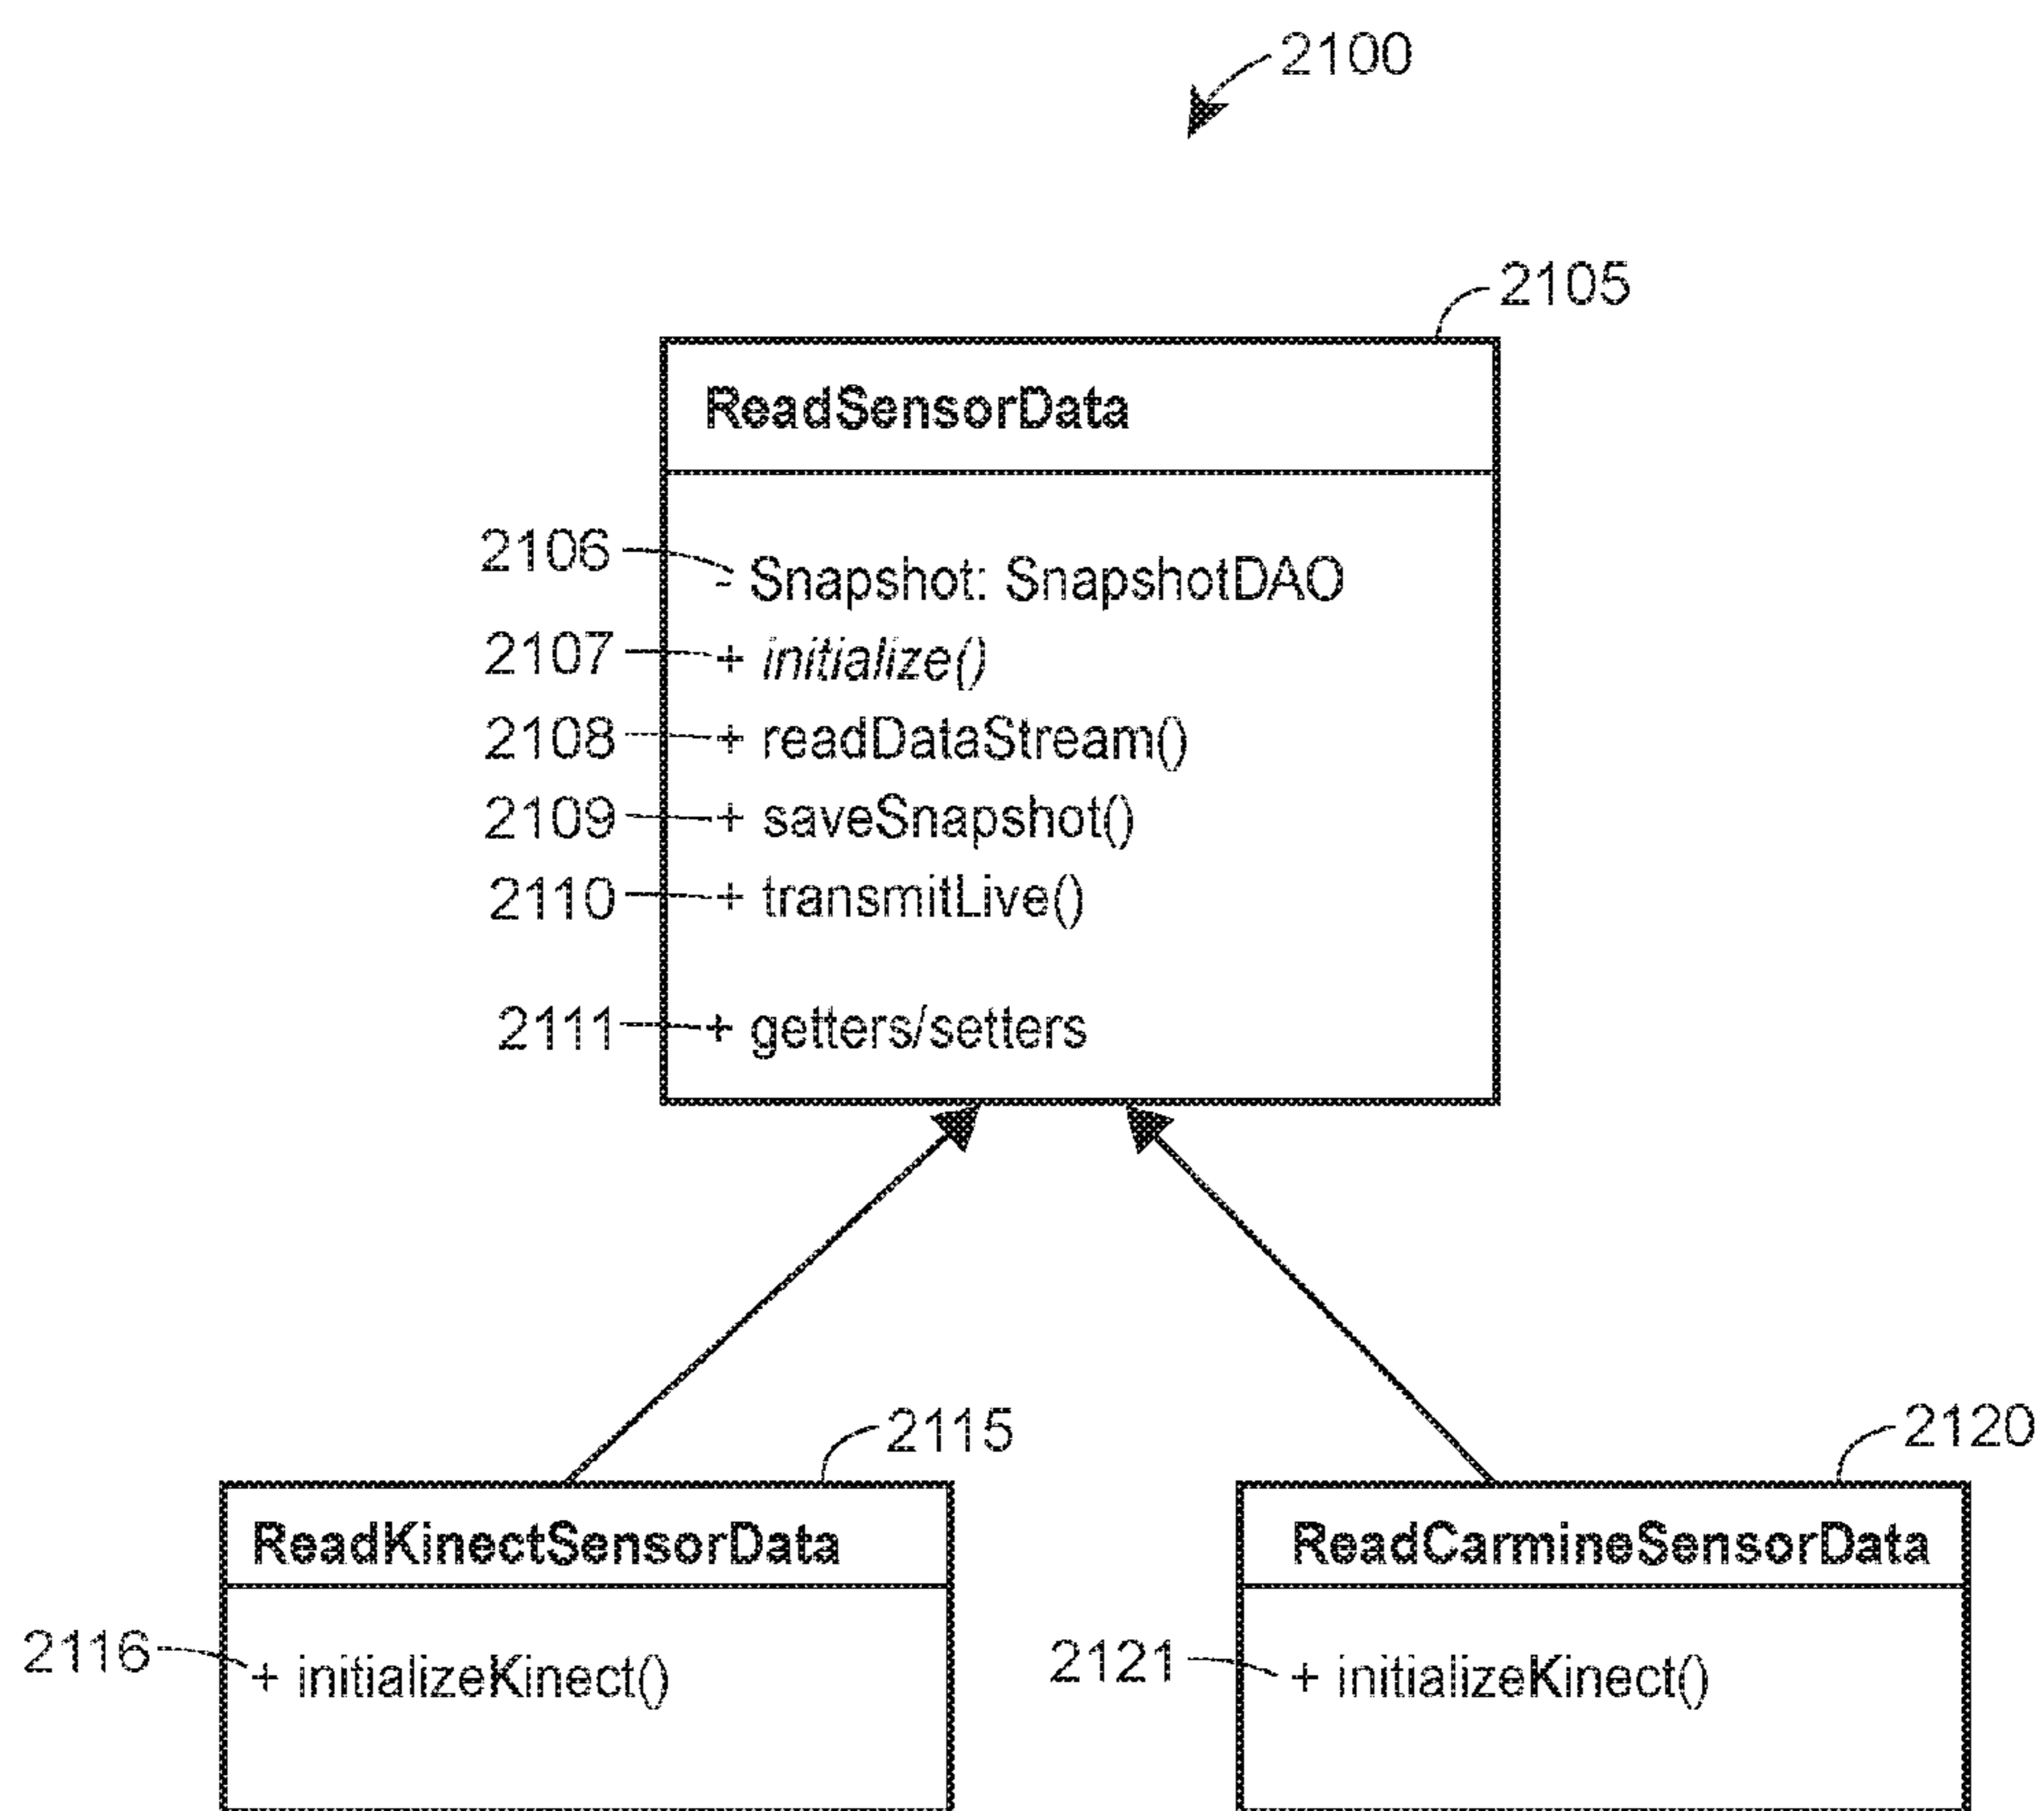 2100
2105
ReadSensorData
2106 - Snapshot: SnapshotDAO
2107 + initialize()
2108 + readDataStream()
2109 + saveSnapshot()
2110 + transmitLive()
2111 + getters/setters
2115
2120
ReadKinectSensorData
ReadCarmineSensorData
2116 + initializeKinect()
2121 + initializeKinect()